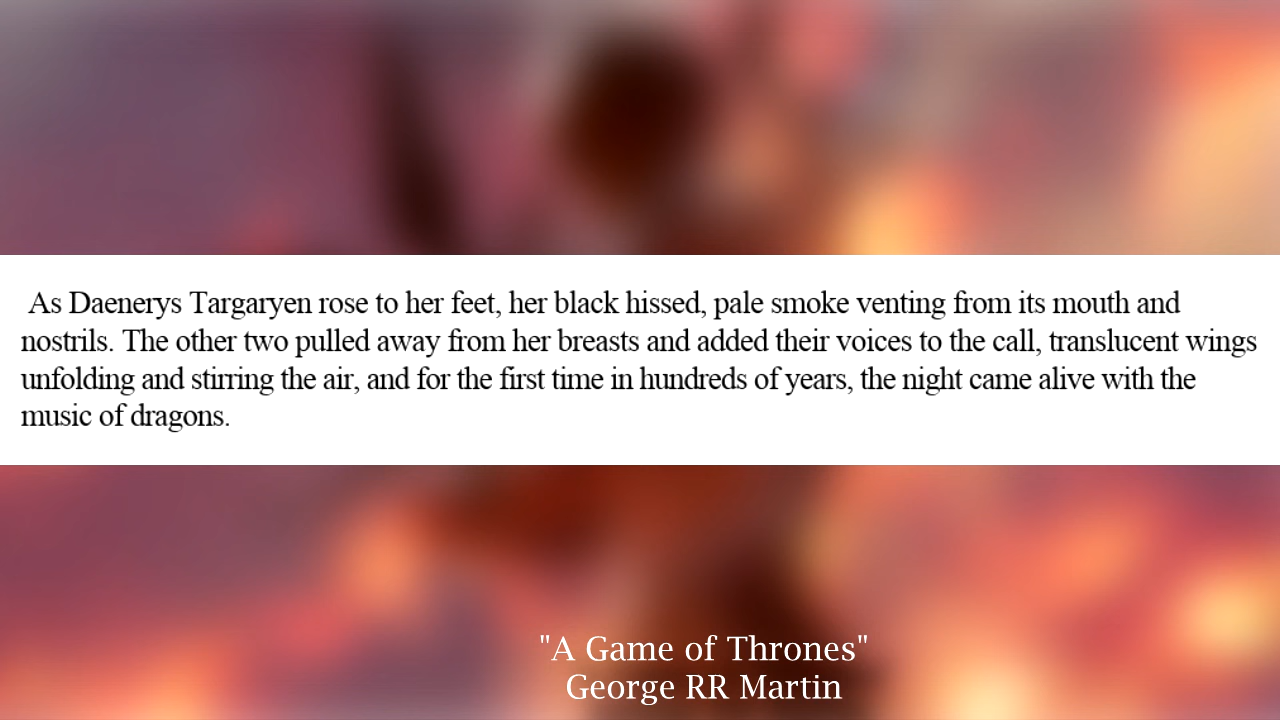 As Daenerys Targaryen rose to her feet, her black hissed, pale smoke venting from its mouth and
nostrils. The other two pulled away from her breasts and added their voices to the call, translucent wings
unfolding and stirring the air, and for the first time in hundreds of years, the night came alive with the
music of dragons.
"A Game of Thrones"
George RR Martin